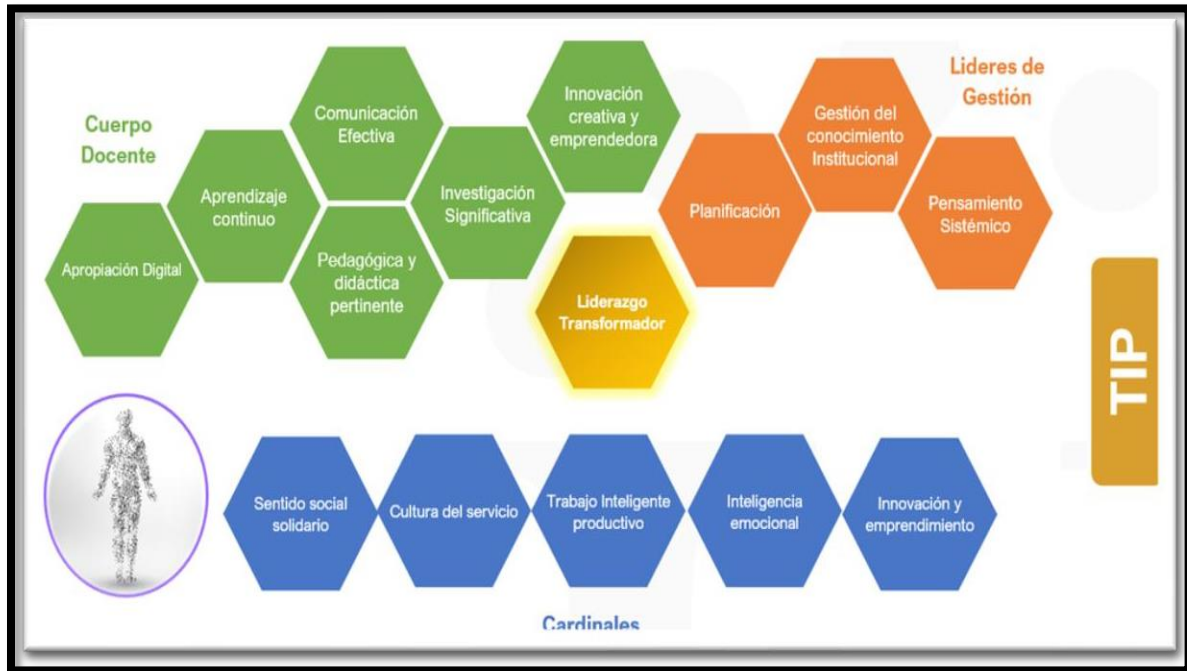 Cuerpo
Docente
Apropiación Digital
Aprendizaje
continuo
Comunicación
Efectiva
Pedagógica y
didáctica
pertinente
Investigación
Significativa
Innovación
creativa y
emprendedora
Lideres de
Gestión
Planificación
Gestión del
conocimiento
Institucional
Pensamiento
Sistémico
Liderazgo
Transformador
TIP
Sentido social
solidario
Cultura del servicio
Trabajo Inteligente
productivo
Inteligencia
emocional
Innovación y
emprendimiento
Cardinales